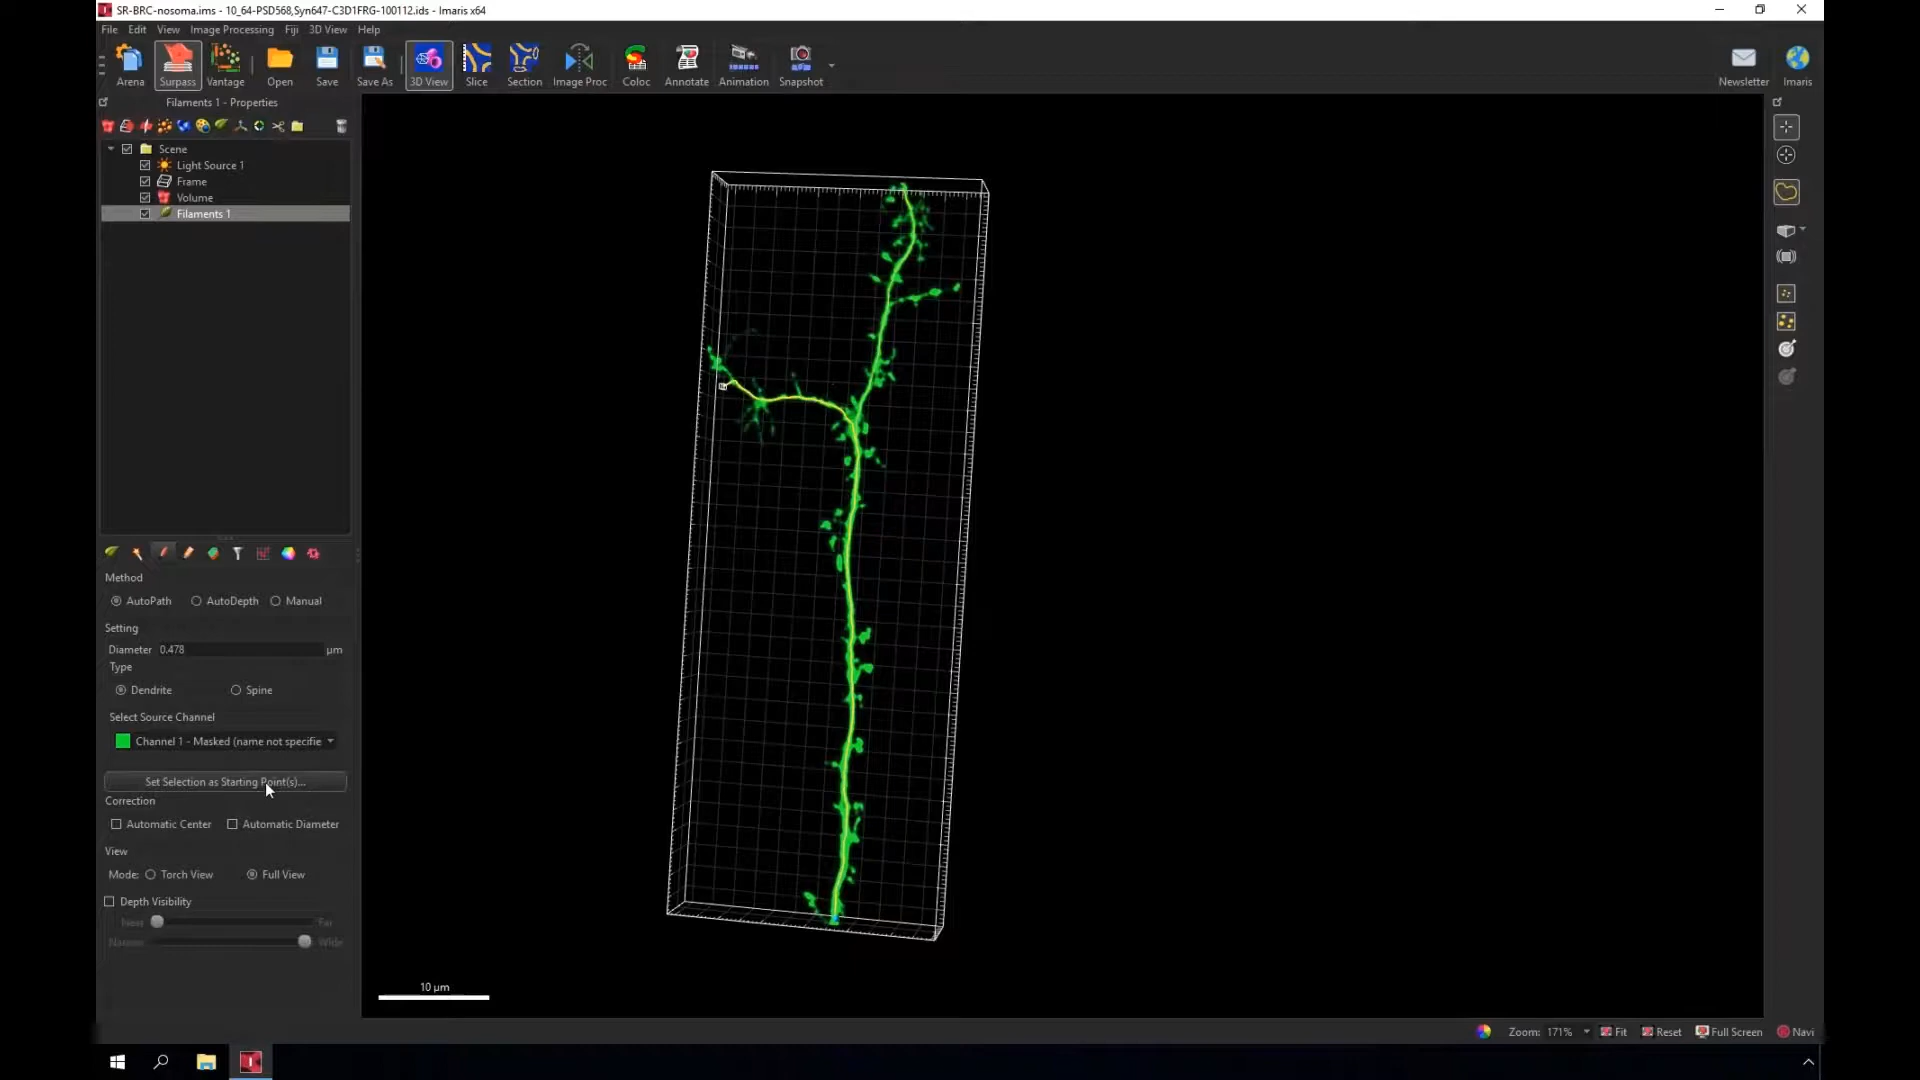 SR-BRC-nosoma.ims - 10_64-PSD568,Syn647-C3D1FRG-100112.ids - Imaris x64
File Edit View Image Processing Fiji 3D View Help
Arena Surpass Vantage Open Save Save As 3D View Slice Section Image Proc Coloc Annotate Animation Snapshot Newsletter Imaris
Filaments 1 - Properties
Scene
Light Source 1
Frame
Volume
Filaments 1
Method
AutoPath AutoDepth Manual
Setting
Diameter 0.478 µm
Type
Dendrite Spine
Select Source Channel
Channel 1 - Masked (name not specifie
Set Selection as Starting Point(s)...
Correction
Automatic Center Automatic Diameter
View
Mode: Torch View Full View
Depth Visibility
Near Far
Narrow Wide
10 µm
Zoom: 171% Fit Reset Full Screen Navi